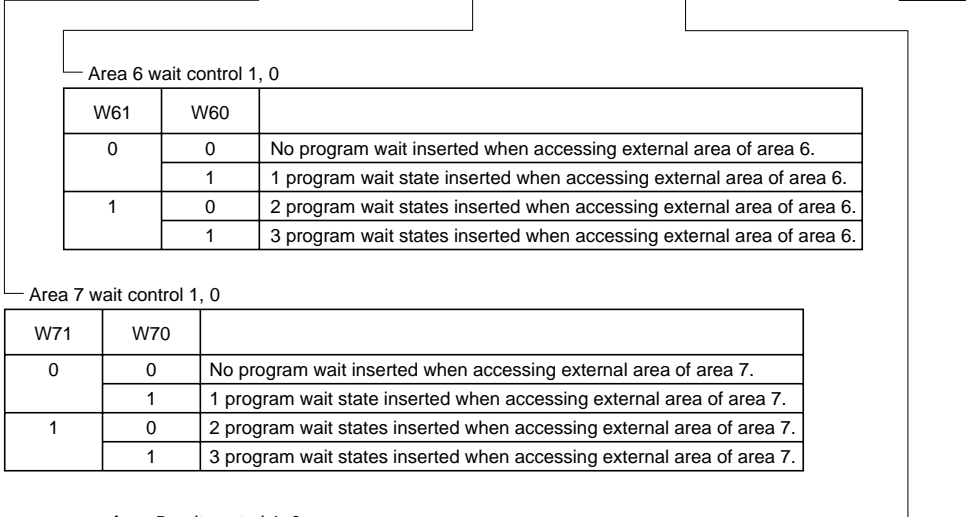 Area 6 wait control 1, 0
W61 W60
0 0 No program wait inserted when accessing external area of area 6.
1 1 program wait state inserted when accessing external area of area 6.
1 0 2 program wait states inserted when accessing external area of area 6.
1 3 program wait states inserted when accessing external area of area 6.
Area 7 wait control 1, 0
W71 W70
0 0 No program wait inserted when accessing external area of area 7.
1 1 program wait state inserted when accessing external area of area 7.
1 0 2 program wait states inserted when accessing external area of area 7.
1 3 program wait states inserted when accessing external area of area 7.